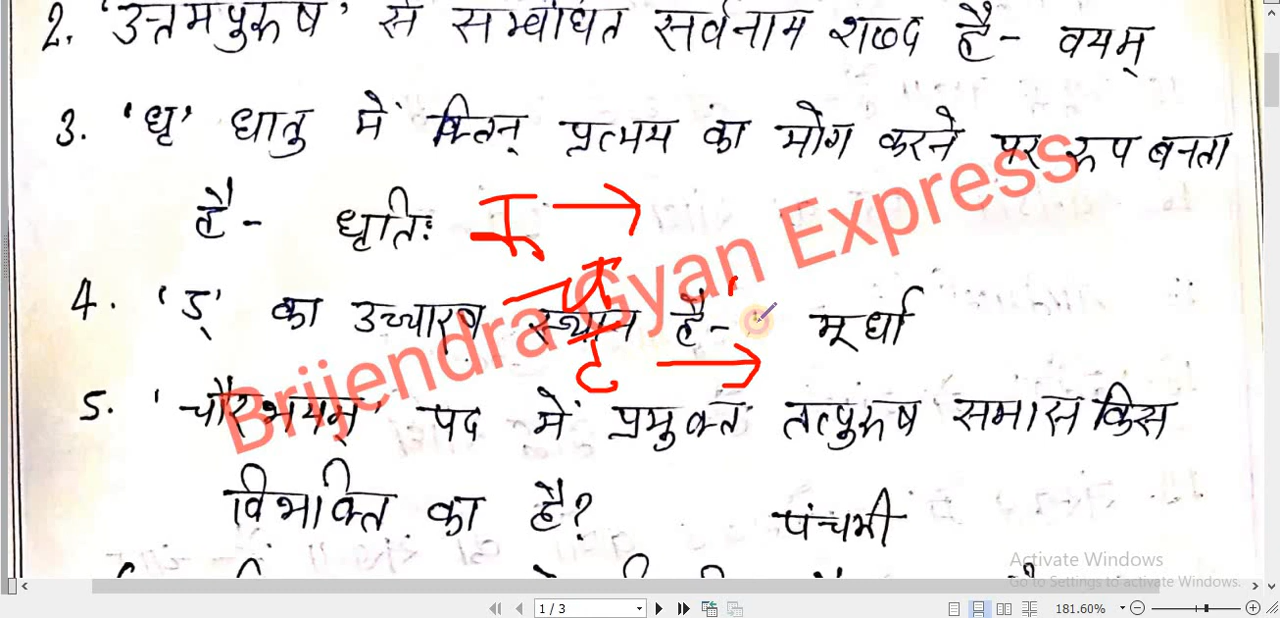 2. 'उत्तमपुरुष' से सम्बंधित सर्वनाम शब्द है- वयम्
3. 'धृ' धातु में क्तिन् प्रत्यय का योग करने पर रूप बनता
है- धृतिः
4. 'ड्' का उच्चारण स्थान है- मूर्धा
5. 'चौरभयम्' पद में प्रयुक्त तत्पुरुष समास किस
विभक्ति का है? पंचमी
Brijendra Gyan Express
Activate Windows
Go to Settings to activate Windows.
1 / 3
181.60%